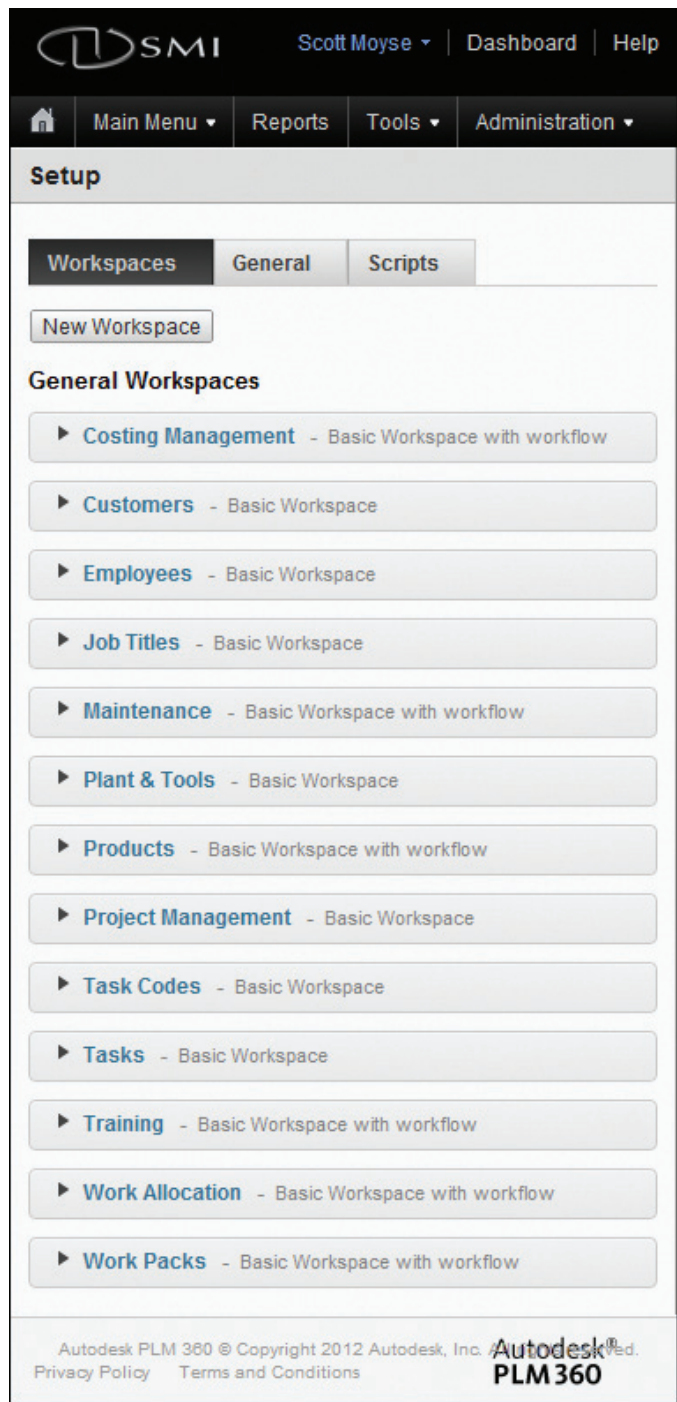 SMI Scott Moyse Dashboard Help
Main Menu Reports Tools Administration
Setup
Workspaces General Scripts
New Workspace
General Workspaces
Costing Management - Basic Workspace with workflow
Customers - Basic Workspace
Employees - Basic Workspace
Job Titles - Basic Workspace
Maintenance - Basic Workspace with workflow
Plant & Tools - Basic Workspace
Products - Basic Workspace with workflow
Project Management - Basic Workspace
Task Codes - Basic Workspace
Tasks - Basic Workspace
Training - Basic Workspace with workflow
Work Allocation - Basic Workspace with workflow
Work Packs - Basic Workspace with workflow
Autodesk PLM 360 © Copyright 2012 Autodesk, Inc.
Privacy Policy Terms and Conditions
Autodesk®
PLM 360